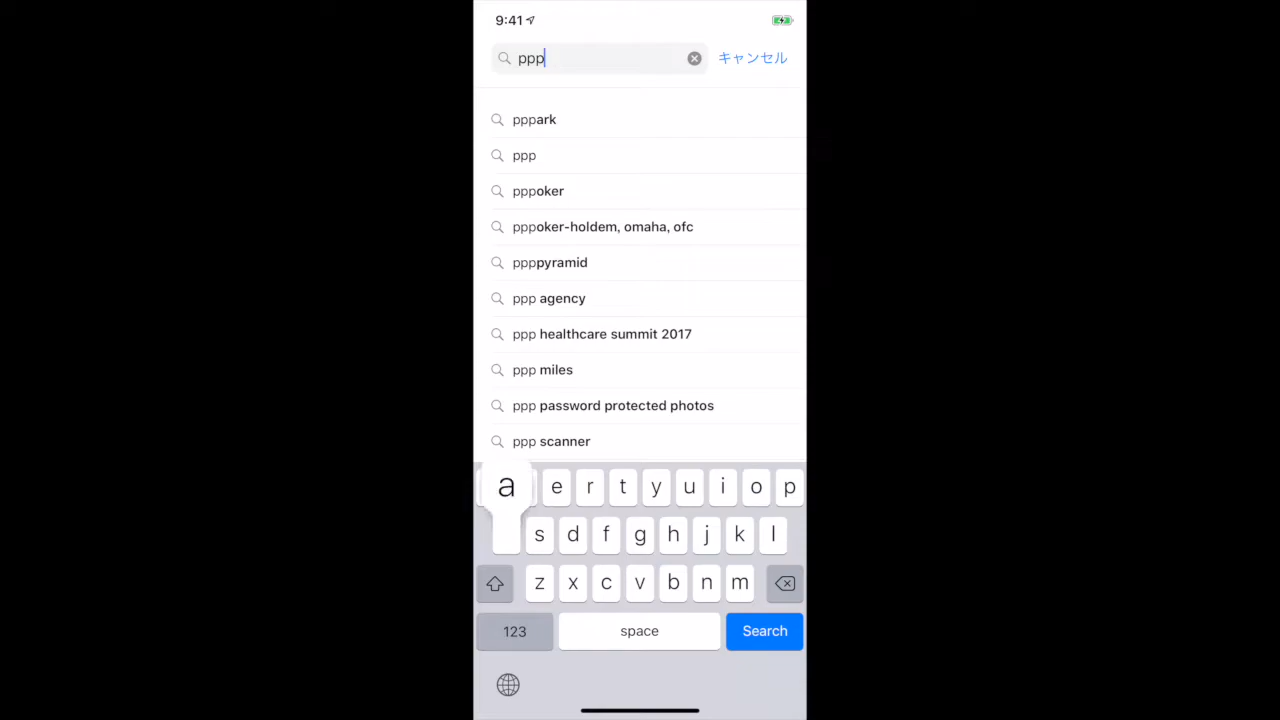 9:41
ppp
キャンセル
pppark
ppp
pppoker
pppoker-holdem, omaha, ofc
ppppyramid
ppp agency
ppp healthcare summit 2017
ppp miles
ppp password protected photos
ppp scanner
a e r t y u i o p
s d f g h j k l
z x c v b n m
123 space Search